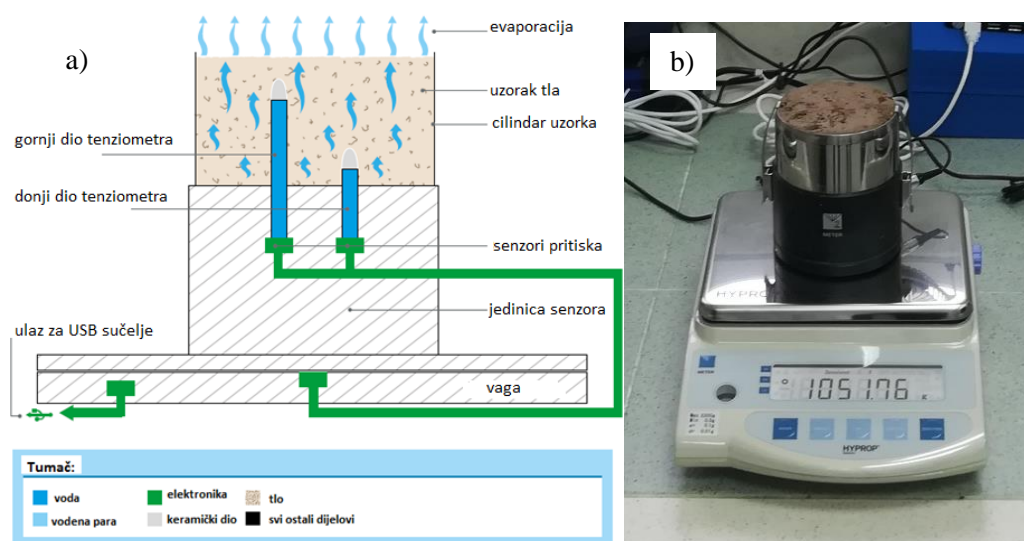 a)
evaporacija
uzorak tla
cilindar uzorka
gornji dio tenziometra
donji dio tenziometra
senzori pritiska
jedinica senzora
ulaz za USB sučelje
vaga
Tumač:
voda
elektronika
tlo
vodena para
keramički dio
svi ostali dijelovi
b)
METER
HYPROP
METER
1051.76
HYPROP